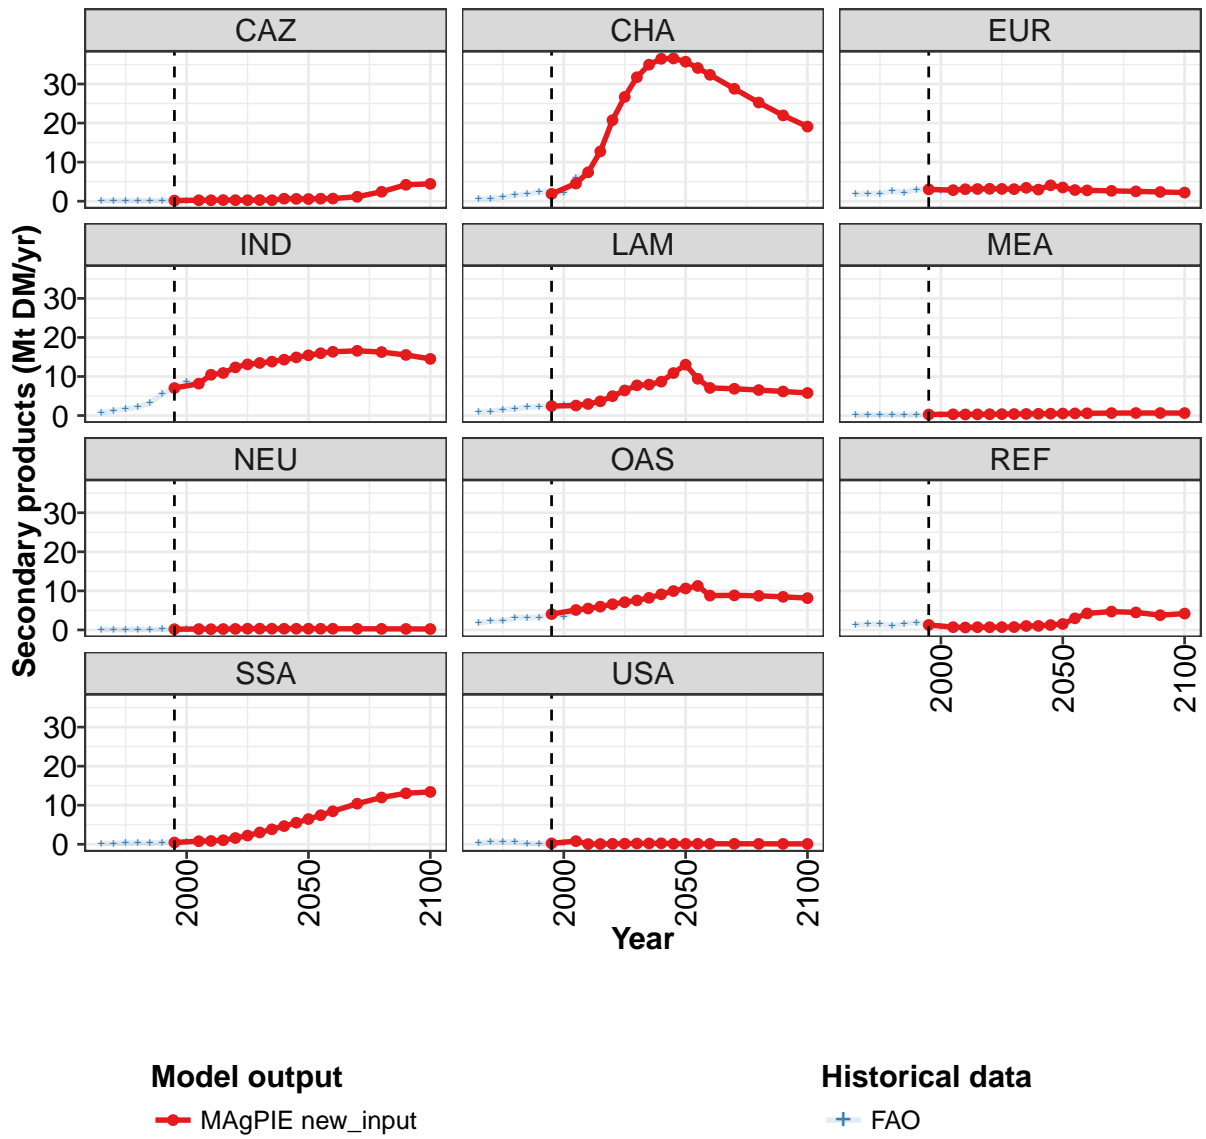 CAZ CHA EUR
30
20
10
0
IND LAM MEA
30
20
10
0
NEU OAS REF
30
20
10
0
2000 2050 2100
SSA USA
30
20
10
0
2000 2050 2100 2000 2050 2100
Secondary products (Mt DM/yr)
Year
Model output Historical data
MAgPIE new_input FAO